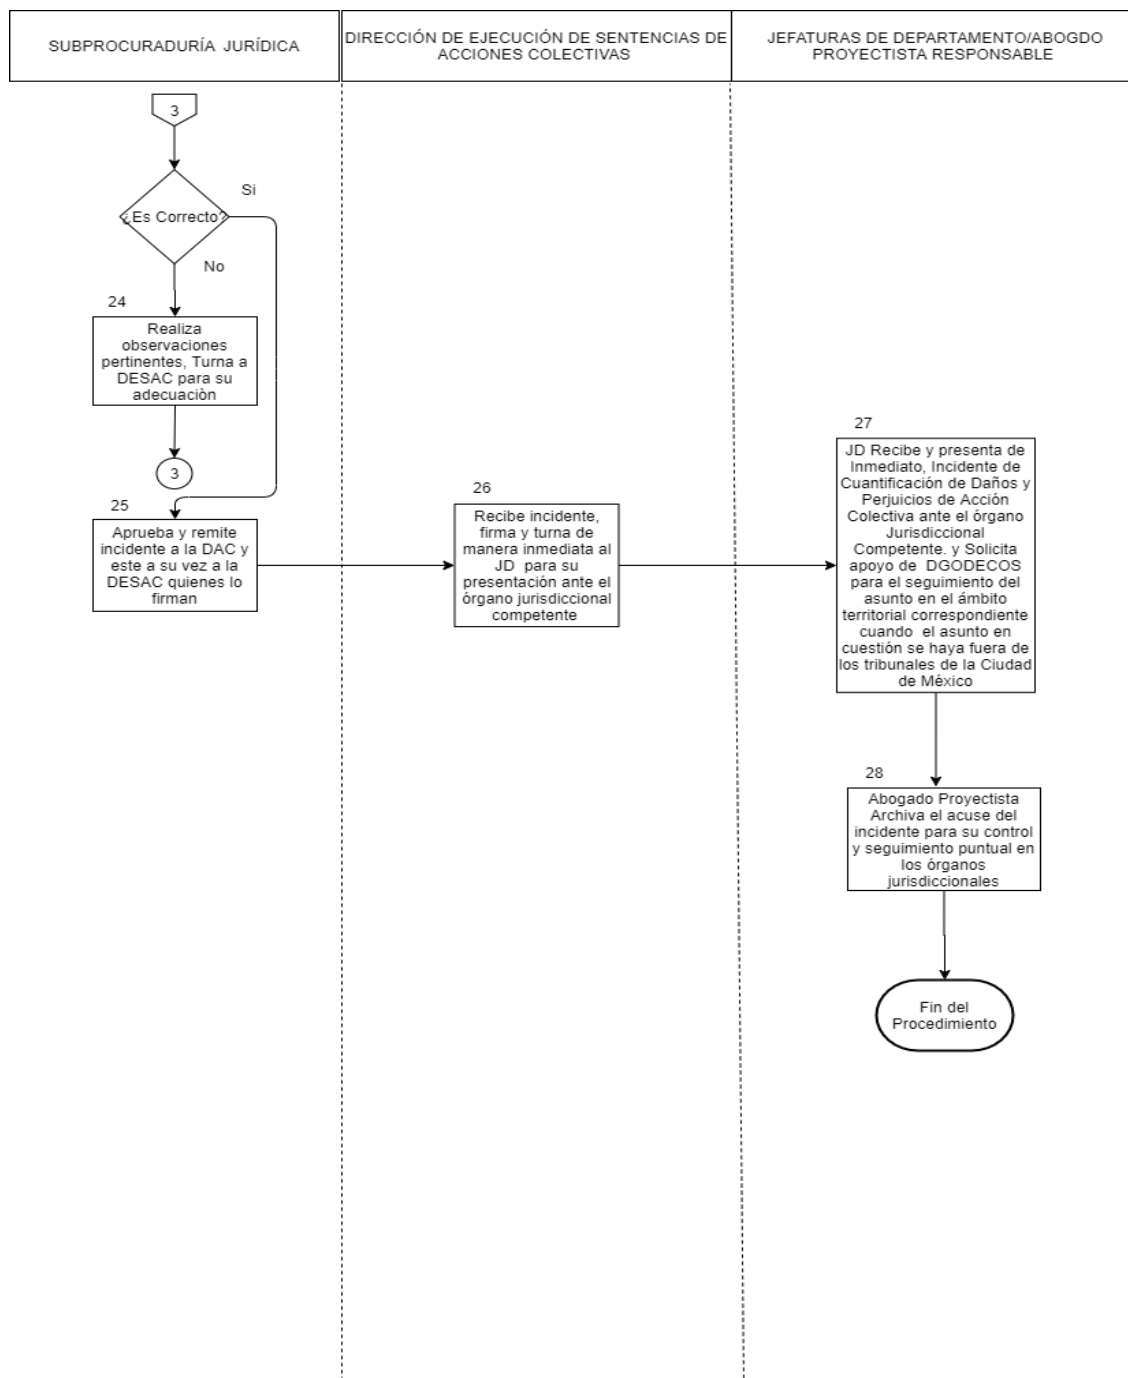 SUBPROCURADURÍA JURÍDICA
DIRECCIÓN DE EJECUCIÓN DE SENTENCIAS DE
ACCIONES COLECTIVAS
JEFATURAS DE DEPARTAMENTO/ABOGDO
PROYECTISTA RESPONSABLE
3
¿Es Correcto?
Si
No
24
Realiza
observaciones
pertinentes, Turna a
DESAC para su
adecuaciòn
3
25
Aprueba y remite
incidente a la DAC y
este a su vez a la
DESAC quienes lo
firman
26
Recibe incidente,
firma y turna de
manera inmediata al
JD para su
presentación ante el
órgano jurisdiccional
competente
27
JD Recibe y presenta de
Inmediato, Incidente de
Cuantificación de Daños y
Perjuicios de Acción
Colectiva ante el órgano
Jurisdiccional
Competente. y Solicita
apoyo de DGODECOS
para el seguimiento del
asunto en el ámbito
territorial correspondiente
cuando el asunto en
cuestión se haya fuera de
los tribunales de la Ciudad
de México
28
Abogado Proyectista
Archiva el acuse del
incidente para su control
y seguimiento puntual en
los órganos
jurisdiccionales
Fin del
Procedimiento